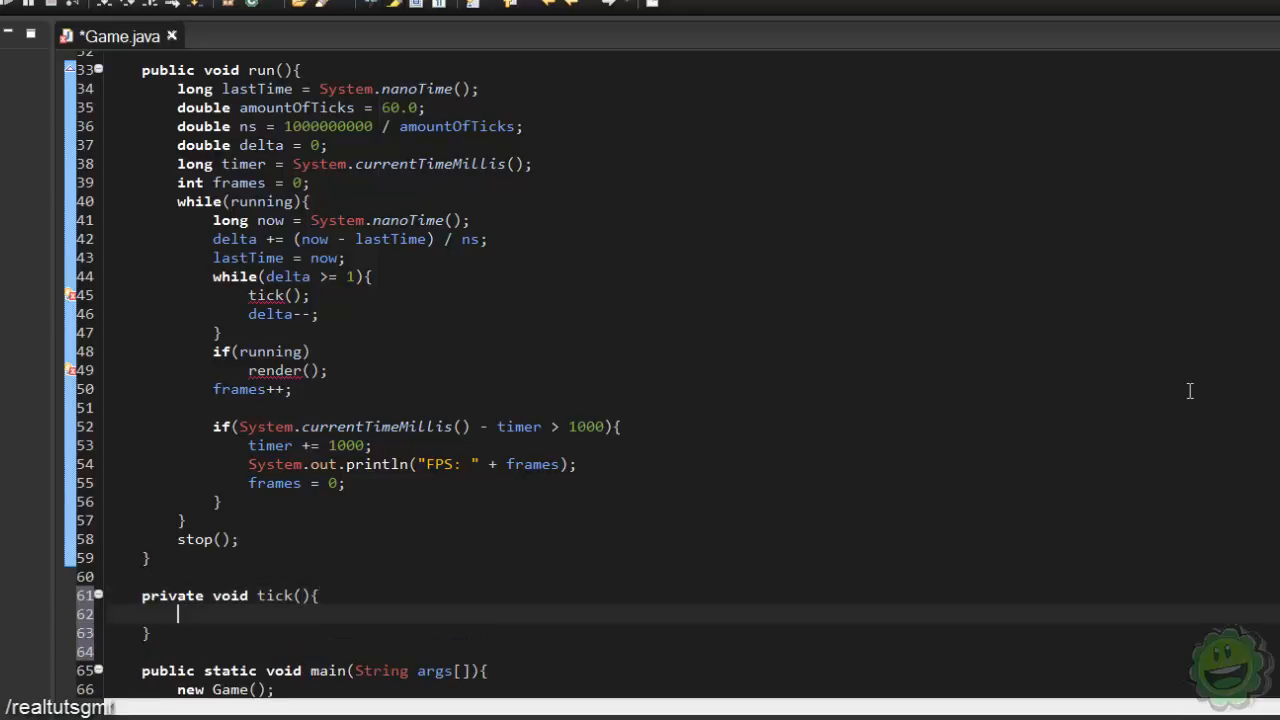 *Game.java
32
33 public void run(){
34 long lastTime = System.nanoTime();
35 double amountOfTicks = 60.0;
36 double ns = 1000000000 / amountOfTicks;
37 double delta = 0;
38 long timer = System.currentTimeMillis();
39 int frames = 0;
40 while(running){
41 long now = System.nanoTime();
42 delta += (now - lastTime) / ns;
43 lastTime = now;
44 while(delta >= 1){
45 tick();
46 delta--;
47 }
48 if(running)
49 render();
50 frames++;
51
52 if(System.currentTimeMillis() - timer > 1000){
53 timer += 1000;
54 System.out.println("FPS: " + frames);
55 frames = 0;
56 }
57 }
58 stop();
59 }
60
61 private void tick(){
62
63 }
64
65 public static void main(String args[]){
66 new Game();